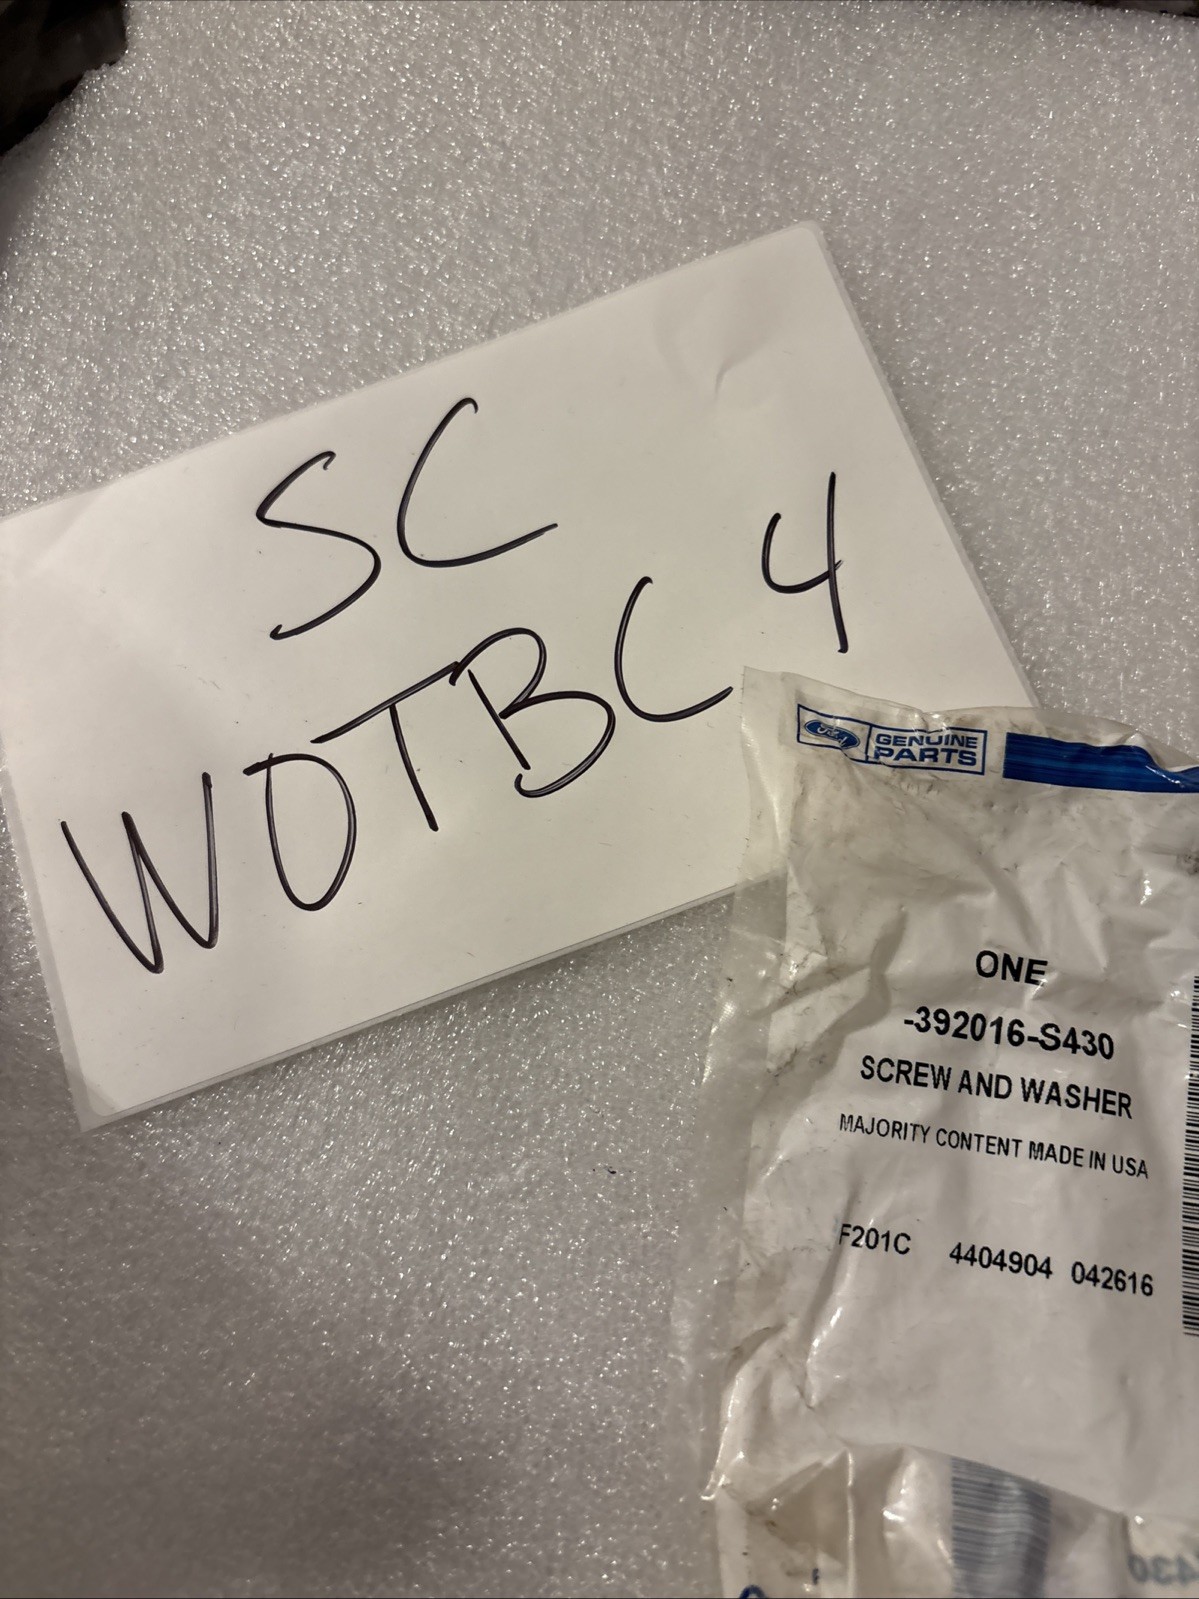 SC
WOTBC 4
Ford GENUINE
PARTS
ONE
-392016-S430
SCREW AND WASHER
MAJORITY CONTENT MADE IN USA
F201C 4404904 042616